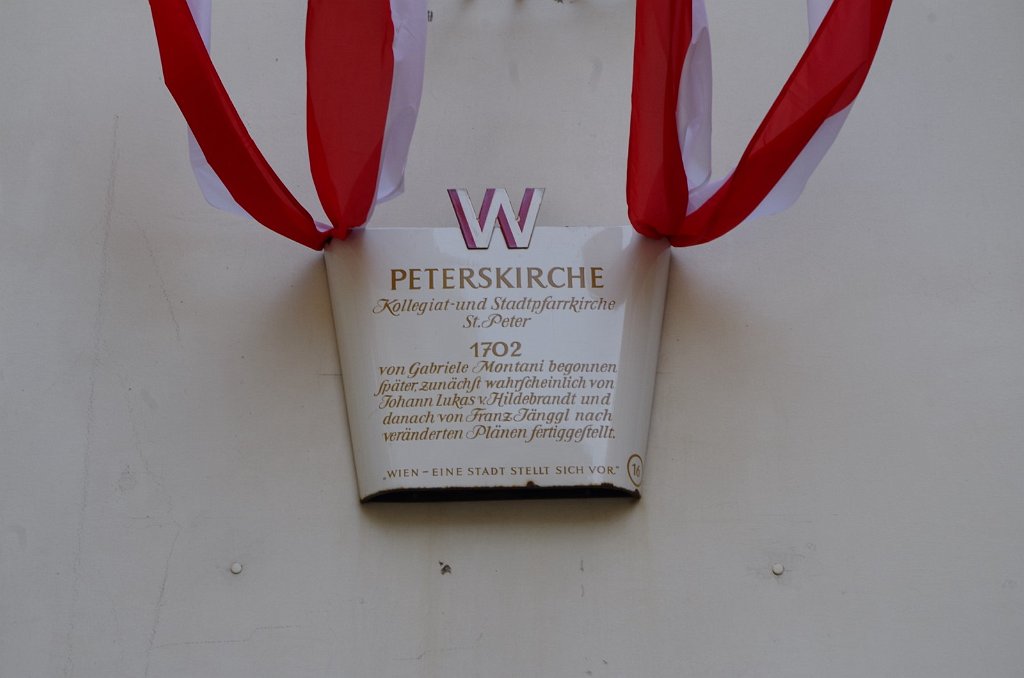 W
PETERSKIRCHE
Kollegiat-und Stadtpfarrkirche
St. Peter
1702
von Gabriele Montani begonnen
ſpäter, zunächſt wahrſcheinlich von
Johann Lukas v. Hildebrandt und
danach von Franz Jänggl nach
veränderten Plänen fertiggeſtellt.
„WIEN – EINE STADT STELLT SICH VOR."
16